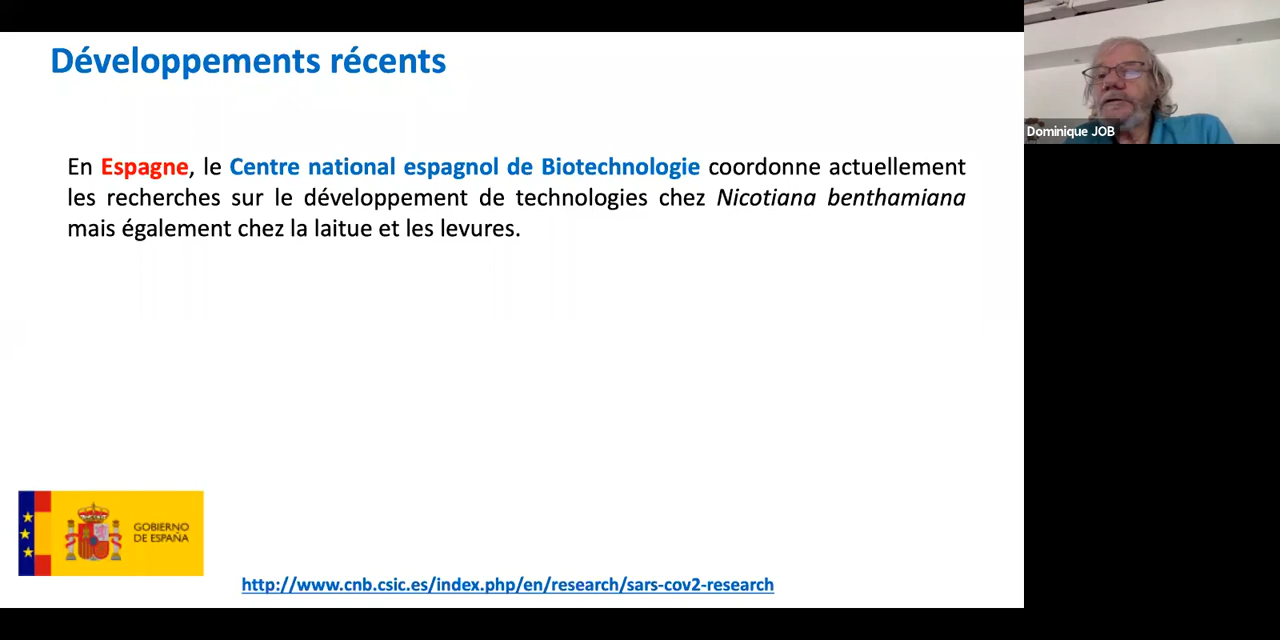 Développements récents
En Espagne, le Centre national espagnol de Biotechnologie coordonne actuellement
les recherches sur le développement de technologies chez Nicotiana benthamiana
mais également chez la laitue et les levures.
GOBIERNO
DE ESPAÑA
http://www.cnb.csic.es/index.php/en/research/sars-cov2-research
Dominique JOB